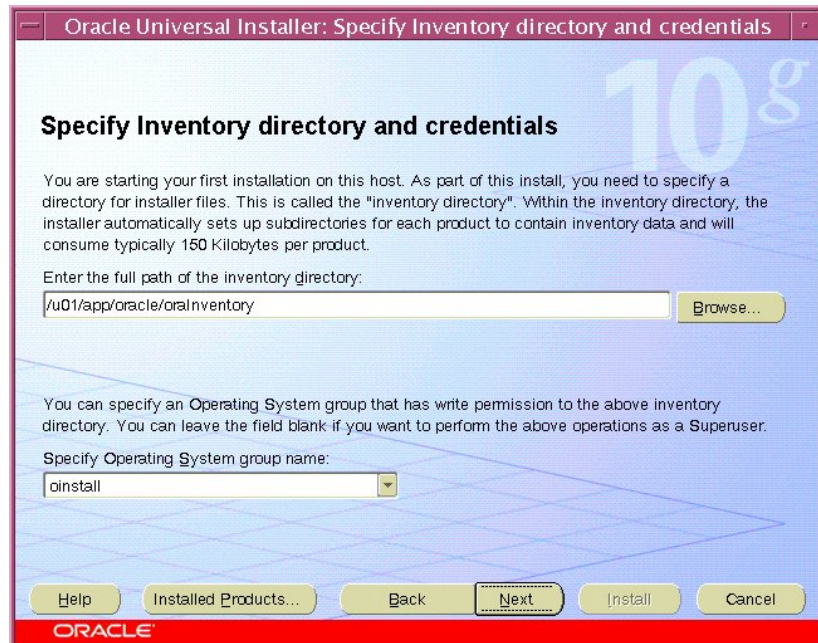 Oracle Universal Installer: Specify Inventory directory and credentials
10g
Specify Inventory directory and credentials
You are starting your first installation on this host. As part of this install, you need to specify a
directory for installer files. This is called the "inventory directory". Within the inventory directory, the
installer automatically sets up subdirectories for each product to contain inventory data and will
consume typically 150 Kilobytes per product.
Enter the full path of the inventory directory:
/u01/app/oracle/oraInventory
Browse...
You can specify an Operating System group that has write permission to the above inventory
directory. You can leave the field blank if you want to perform the above operations as a Superuser.
Specify Operating System group name:
oinstall
Help Installed Products... Back Next Install Cancel
ORACLE